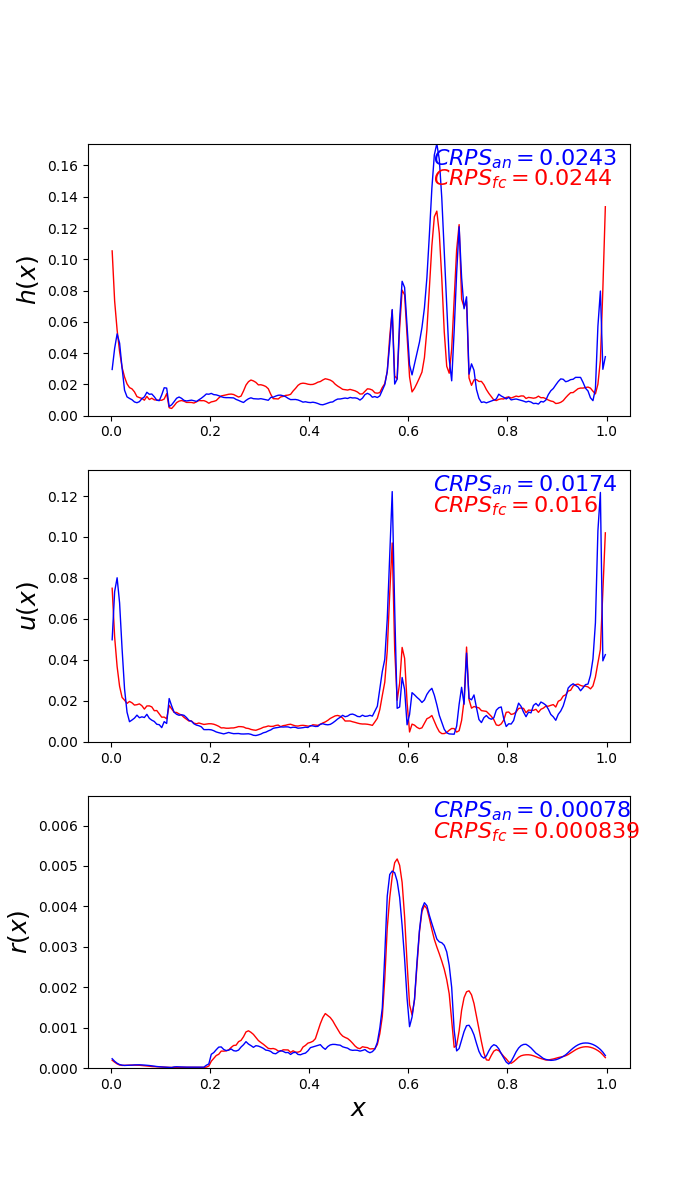 CRPS_an = 0.0243
CRPS_fc = 0.0244
h(x)
0.16
0.14
0.12
0.10
0.08
0.06
0.04
0.02
0.00
0.0 0.2 0.4 0.6 0.8 1.0
CRPS_an = 0.0174
CRPS_fc = 0.016
u(x)
0.12
0.10
0.08
0.06
0.04
0.02
0.00
0.0 0.2 0.4 0.6 0.8 1.0
CRPS_an = 0.00078
CRPS_fc = 0.000839
r(x)
0.006
0.005
0.004
0.003
0.002
0.001
0.000
0.0 0.2 0.4 0.6 0.8 1.0
x